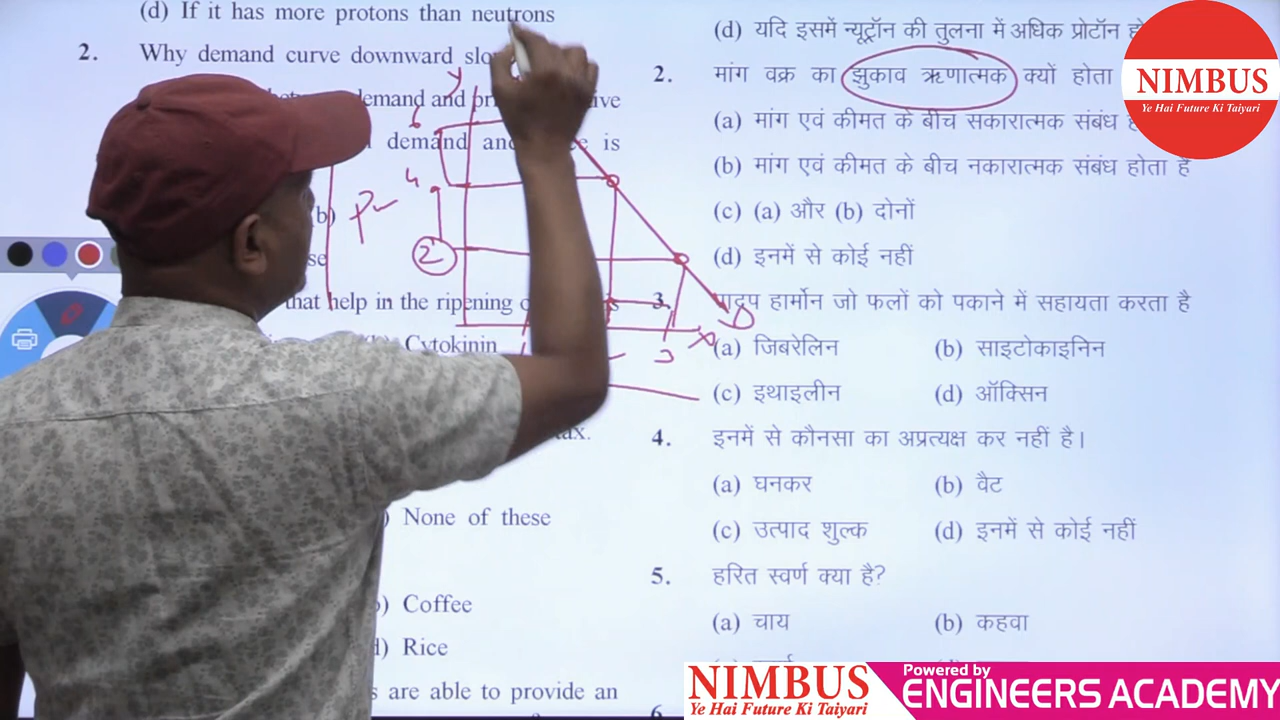 (d) If it has more protons than neutrons
2. Why demand curve downward
demand and
demand and is
b)
that help in the ripening
Cytokinin
tax.
None of these
Coffee
Rice
are able to provide an
Y
4
P
2
D
X
3
(d) यदि इसमें न्यूट्रॉन की तुलना में अधिक प्रोटॉन
2. मांग वक्र का झुकाव ऋणात्मक क्यों होता
(a) मांग एवं कीमत के बीच सकारात्मक संबंध
(b) मांग एवं कीमत के बीच नकारात्मक संबंध होता है
(c) (a) और (b) दोनों
(d) इनमें से कोई नहीं
3. पादप हार्मोन जो फलों को पकाने में सहायता करता है
(a) जिबरेलिन (b) साइटोकाइनिन
(c) इथाइलीन (d) ऑक्सिन
4. इनमें से कौनसा का अप्रत्यक्ष कर नहीं है।
(a) घनकर (b) वैट
(c) उत्पाद शुल्क (d) इनमें से कोई नहीं
5. हरित स्वर्ण क्या है?
(a) चाय (b) कहवा
6.
NIMBUS
Ye Hai Future Ki Taiyari
NIMBUS
Ye Hai Future Ki Taiyari
Powered by
ENGINEERS ACADEMY